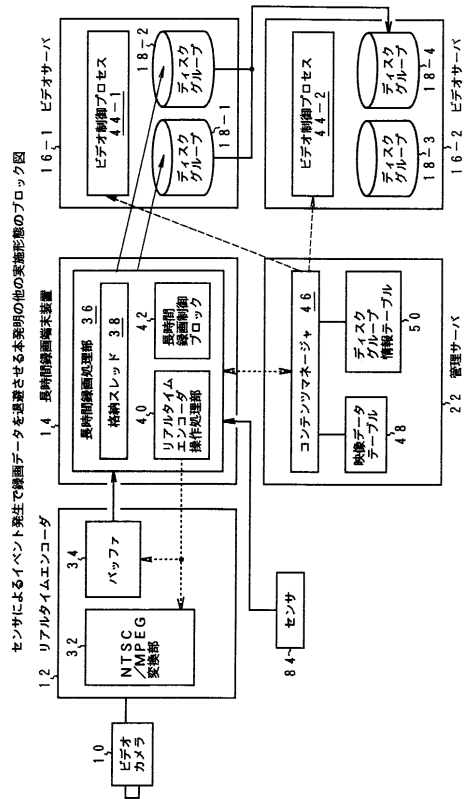 センサによるイベント発生で録画データを退避させる本発明の他の実施形態のブロック図
10
ビデオ
カメラ
12 リアルタイムエンコーダ
32
NTSC
/MPEG
変換部
34
バッファ
84
センサ
14 長時間録画端末装置
長時間録画処理部 36
格納スレッド 38
40
リアルタイム
エンコーダ
操作処理部
42
長時間
録画制御
ブロック
コンテンツマネージャ 46
映像データ
テーブル
48
ディスク
グループ
情報テーブル
50
22 管理サーバ
16-1 ビデオサーバ
ビデオ制御プロセス
44-1
ディスク
グループ
18-1
ディスク
グループ
18-2
ビデオ制御プロセス
44-2
ディスク
グループ
18-3
ディスク
グループ
18-4
16-2 ビデオサーバ